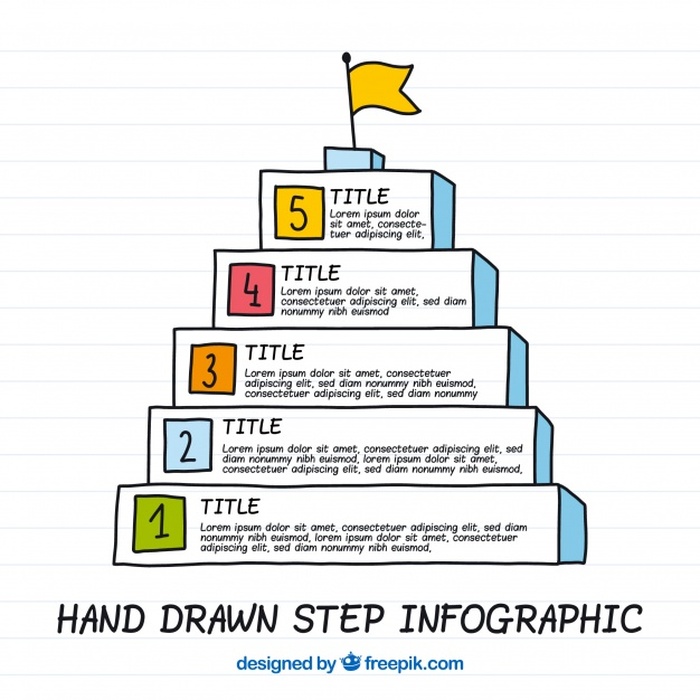 5
TITLE
Lorem ipsum dolor
sit amet, consecte-
tuer adipiscing elit.
4
TITLE
Lorem ipsum dolor sit amet,
consectetuer adipiscing elit, sed diam
nonummy nibh euismod
3
TITLE
Lorem ipsum dolor sit amet, consectetuer
adipiscing elit, sed diam nonummy nibh euismod,
consectetuer adipiscing elit, sed diam nonummy
2
TITLE
Lorem ipsum dolor sit amet, consectetuer adipiscing elit, sed
diam nonummy nibh euismod, lorem ipsum dolor sit amet,
consectetuer adipiscing elit, sed diam nonummy nibh euismod,
1
TITLE
Lorem ipsum dolor sit amet, consectetuer adipiscing elit, sed diam
nonummy nibh euismod, lorem ipsum dolor sit amet, consectetuer
adipiscing elit, sed diam nonummy nibh euismod,
HAND DRAWN STEP INFOGRAPHIC
designed by freepik.com